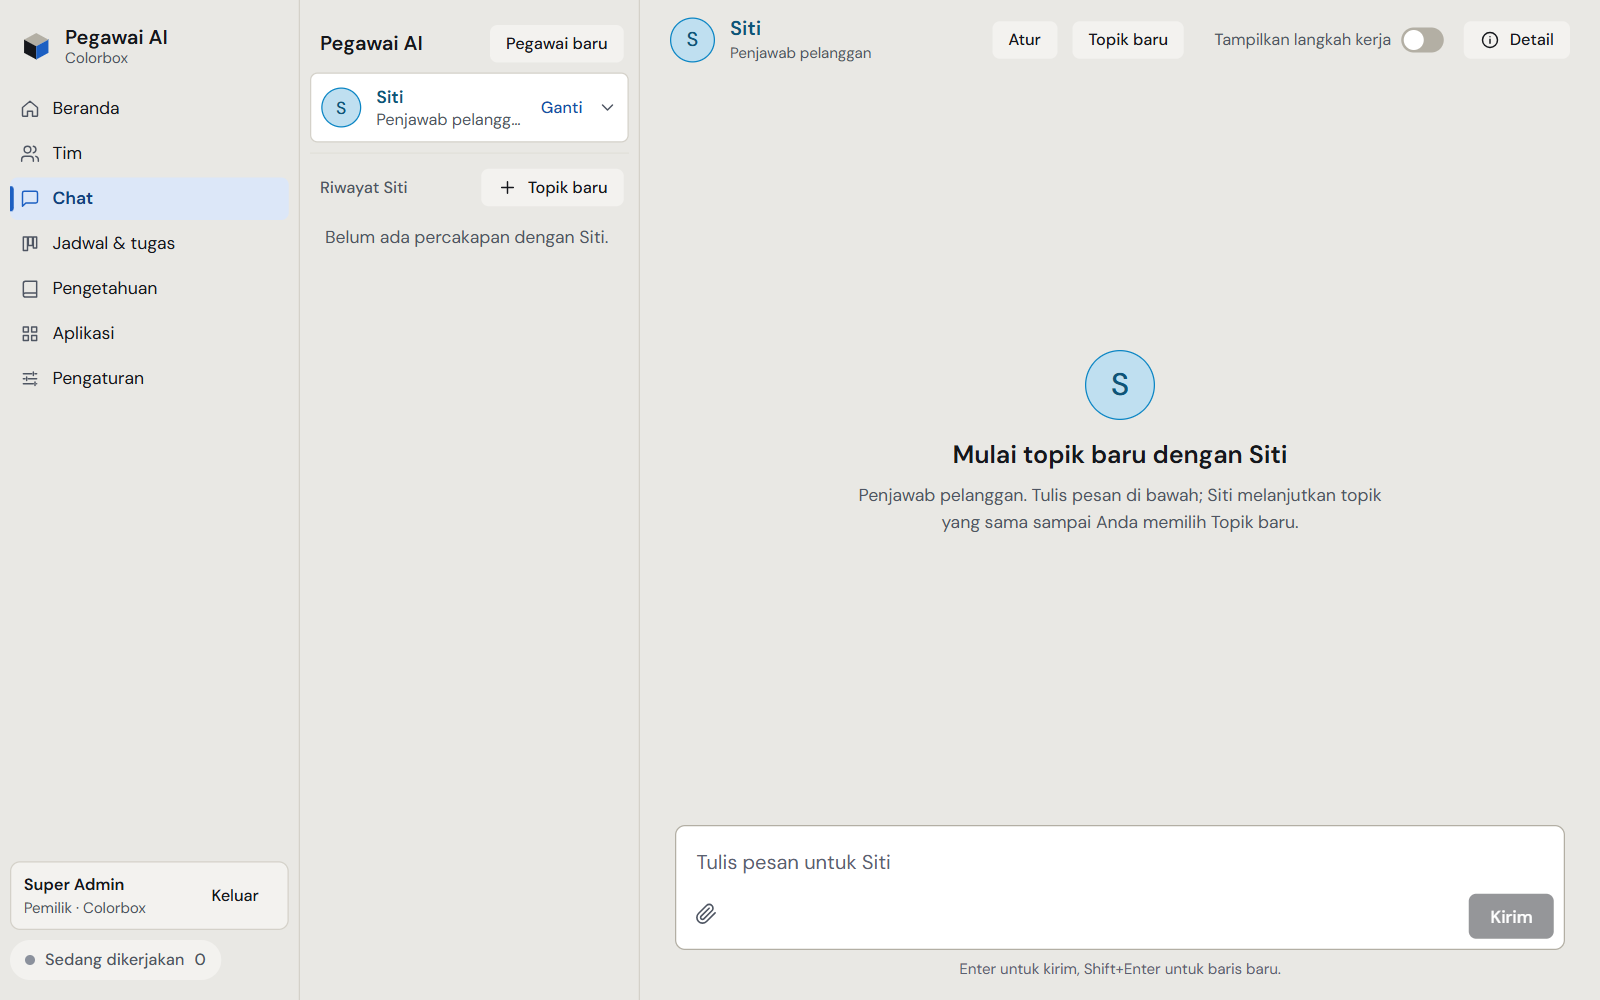 Pegawai AI
Colorbox
Beranda
Tim
Chat
Jadwal & tugas
Pengetahuan
Aplikasi
Pengaturan
Super Admin
Pemilik · Colorbox
Keluar
Sedang dikerjakan 0
Pegawai AI
Pegawai baru
S
Siti
Penjawab pelangg...
Ganti
Riwayat Siti
Topik baru
Belum ada percakapan dengan Siti.
S
Siti
Penjawab pelanggan
Atur
Topik baru
Tampilkan langkah kerja
Detail
S
Mulai topik baru dengan Siti
Penjawab pelanggan. Tulis pesan di bawah; Siti melanjutkan topik
yang sama sampai Anda memilih Topik baru.
Tulis pesan untuk Siti
Kirim
Enter untuk kirim, Shift+Enter untuk baris baru.